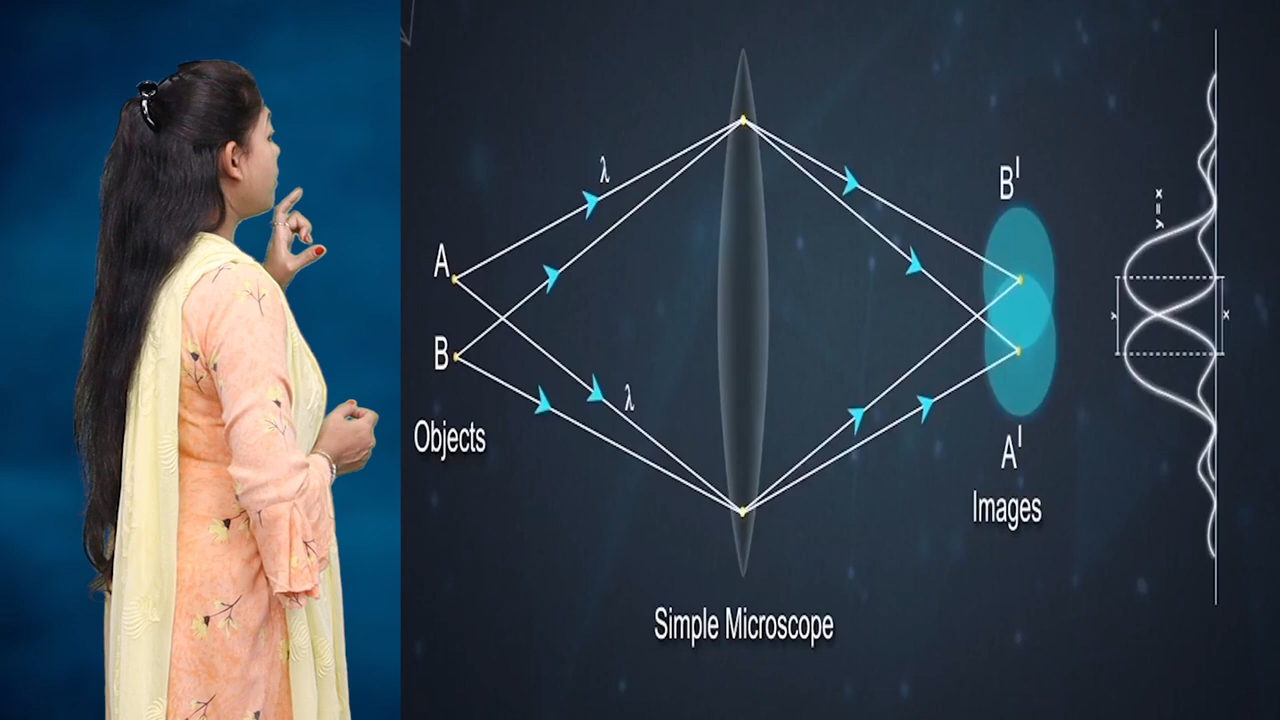 λ
A
B
λ
Objects
Simple Microscope
B'
A'
Images
y = x
y
x